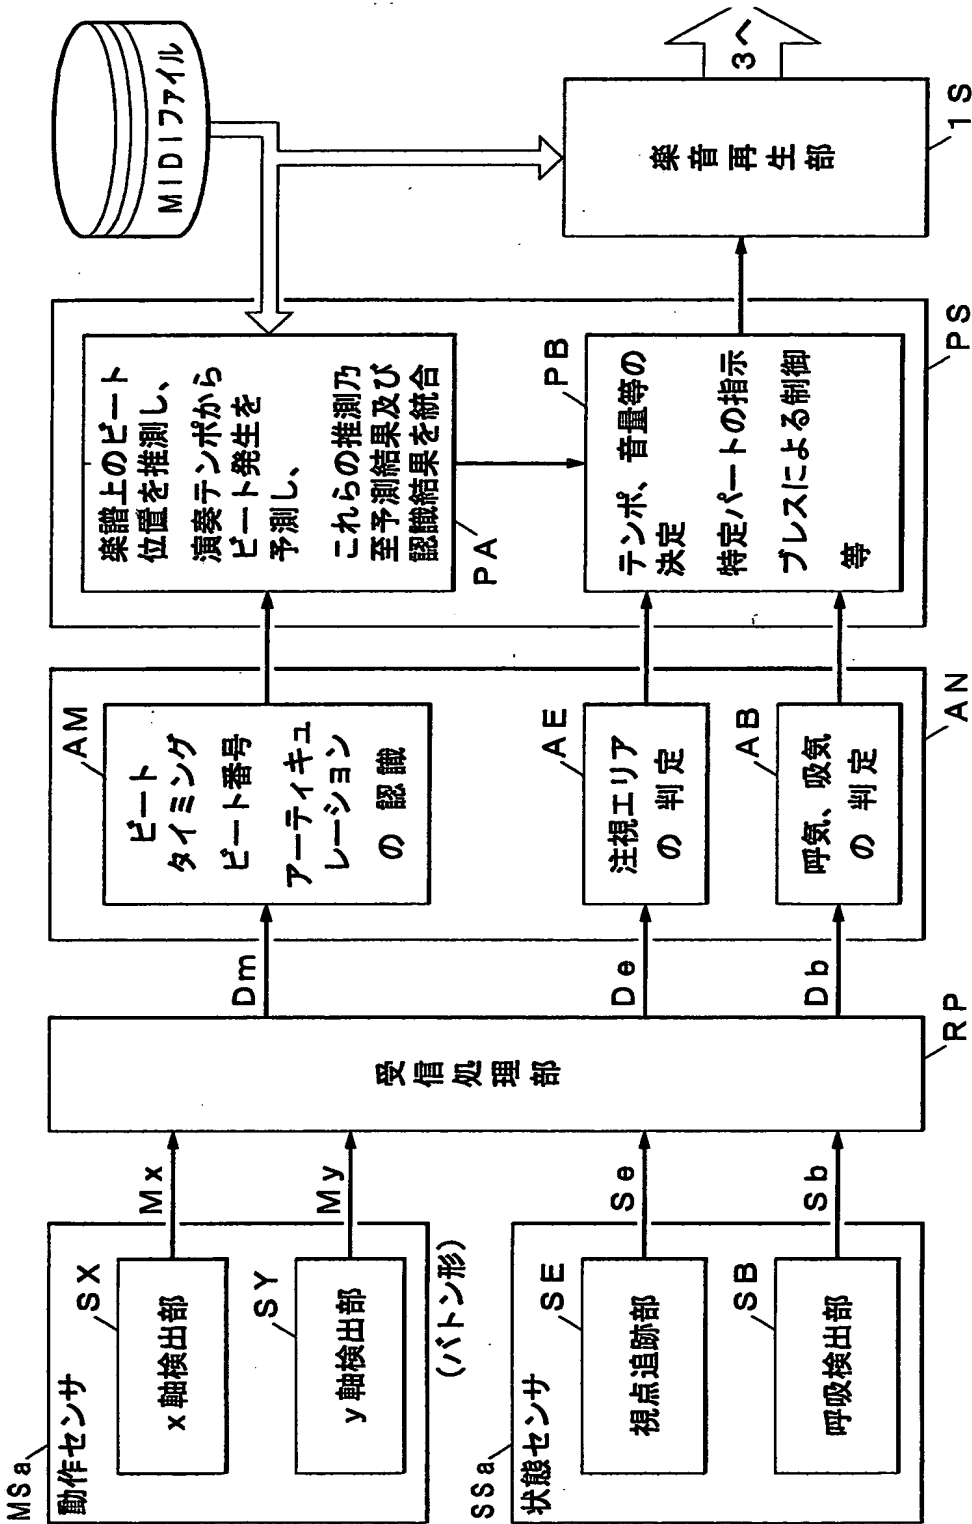 MSa
動作センサ
SX
x軸検出部
SY
y軸検出部
(バトン形)
Mx
My
SSa
状態センサ
SE
視点追跡部
SB
呼吸検出部
Se
Sb
受信処理部
RP
Dm
De
Db
AM
ビート
タイミング
ビート番号
アーティキュ
レーション
の認識
AE
注視エリア
の判定
AB
呼気、吸気
の判定
AN
楽譜上のビート
位置を推測し、
演奏テンポから
ビート発生を
予測し、
これらの推測乃
至予測結果及び
認識結果を統合
PA
PB
テンポ、音量等の
決定
特定パートの指示
ブレスによる制御
等
PS
MIDIファイル
楽音再生部
1S
3へ